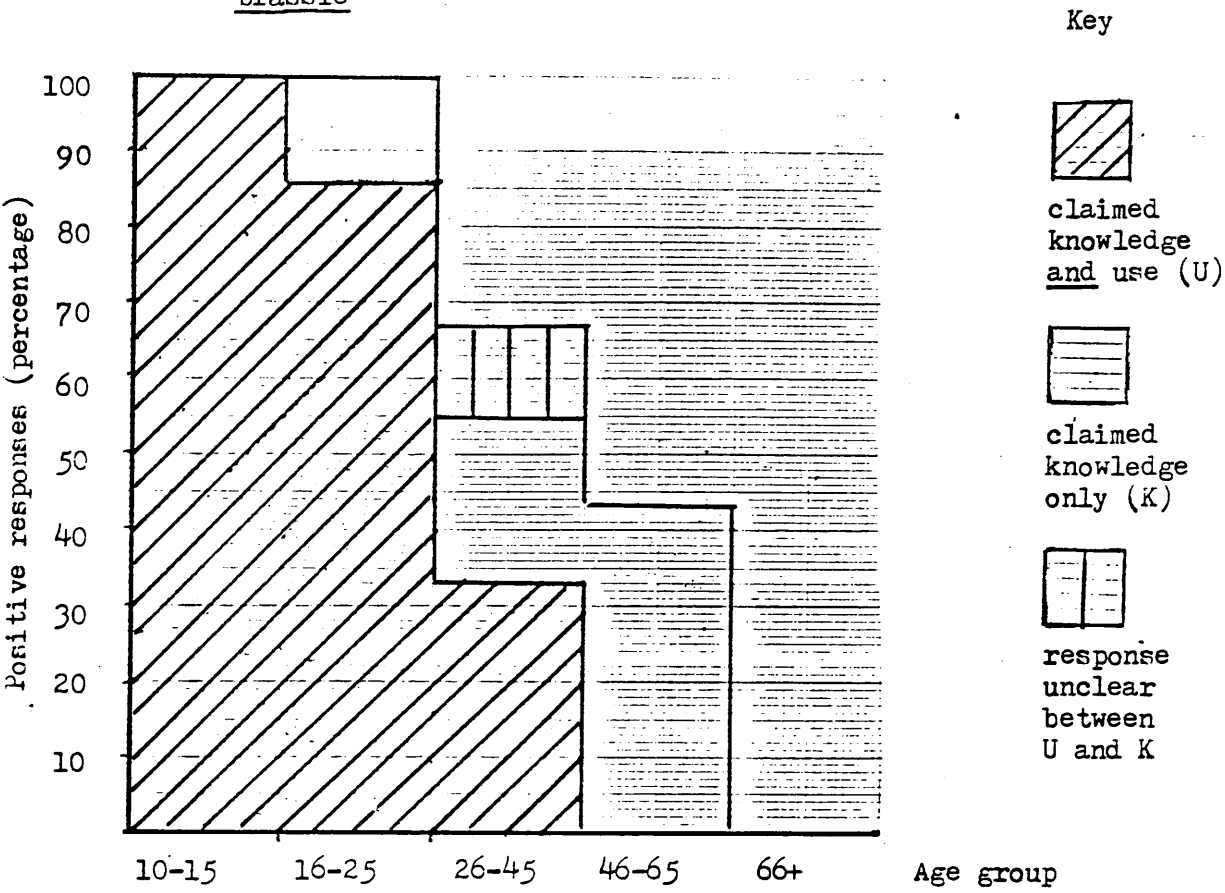 Key
100
90
80
70
60
50
40
30
20
10
Positive responses (percentage)
10-15 16-25 26-45 46-65 66+ Age group
claimed
knowledge
and use (U)
claimed
knowledge
only (K)
response
unclear
between
U and K